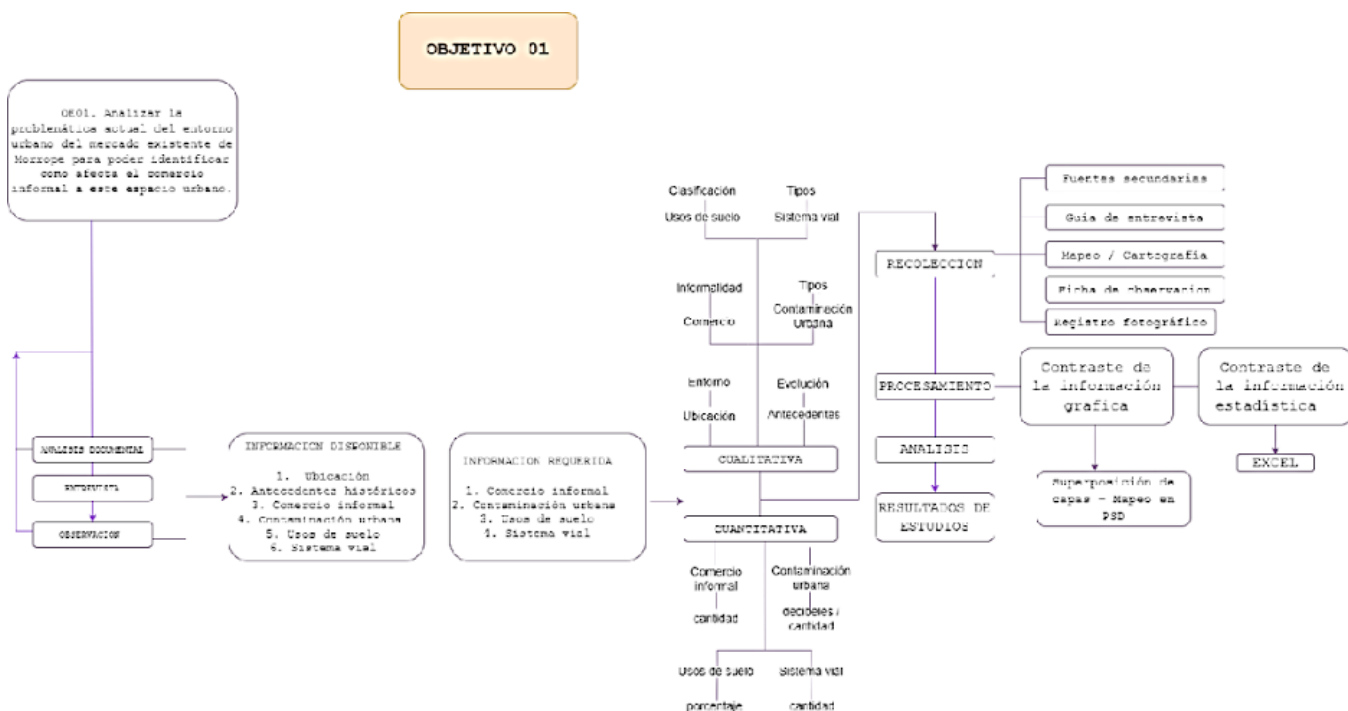 OBJETIVO 01
OE01. Analizar la
problemática actual del entorno
urbano del mercado existente de
Morrope para poder identificar
como afecta el comercio
informal a este espacio urbano.
ANALISIS DOCUMENTAL
ENTREVISTA
OBSERVACION
INFORMACION DISPONIBLE
1. Ubicación
2. Antecedentes históricos
3. Comercio informal
4. Contaminación urbana
5. Usos de suelo
6. Sistema vial
INFORMACION REQUERIDA
1. Comercio informal
2. Contaminación urbana
3. Usos de suelo
4. Sistema vial
Clasificación
Tipos
Usos de suelo
Sistema vial
Informalidad
Tipos
Comercio
Contaminación
Urbana
Entorno
Evolución
Ubicación
Antecedentes
CUALITATIVA
CUANTITATIVA
Comercio
informal
Contaminación
urbana
cantidad
decibeles /
cantidad
Usos de suelo
Sistema vial
porcentaje
cantidad
RECOLECCION
PROCESAMIENTO
ANALISIS
RESULTADOS DE
ESTUDIOS
Fuentes secundarias
Guia de entrevista
Mapeo / Cartografía
Ficha de observacion
Registro fotográfico
Contraste de
la información
grafica
Contraste de
la información
estadística
Superposición de
capas - Mapeo en
PSD
EXCEL